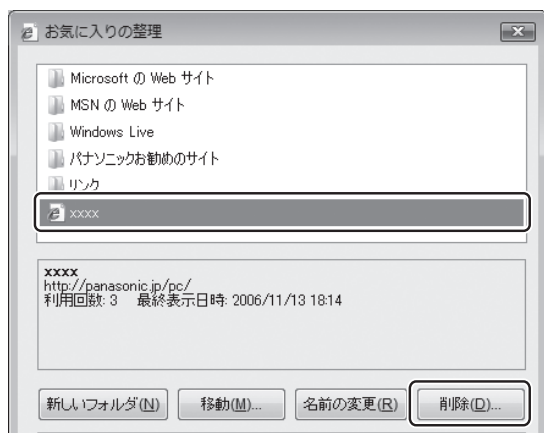 お気に入りの整理
Microsoft の Web サイト
MSN の Web サイト
Windows Live
パナソニックお勧めのサイト
リンク
xxxx
xxxx
http://panasonic.jp/pc/
利用回数: 3 最終表示日時: 2006/11/13 18:14
新しいフォルダ(N) 移動(M)... 名前の変更(R) 削除(D)...